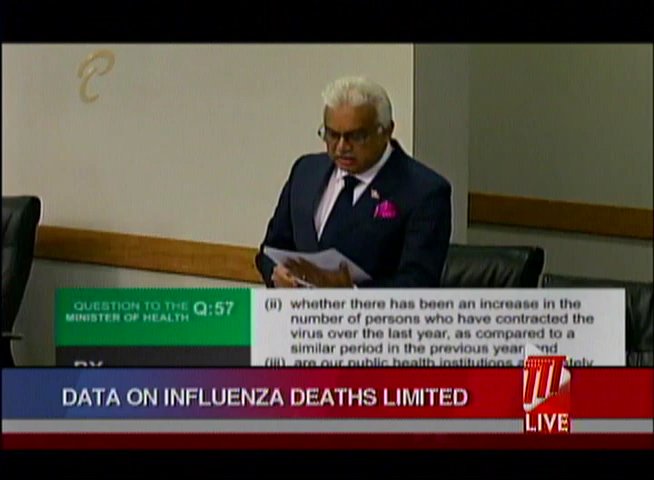 QUESTION TO THE
MINISTER OF HEALTH
Q:57
(ii) whether there has been an increase in the
number of persons who have contracted the
virus over the last year, as compared to a
similar period in the previous year and
(iii) are our public health institutions
DATA ON INFLUENZA DEATHS LIMITED
LIVE